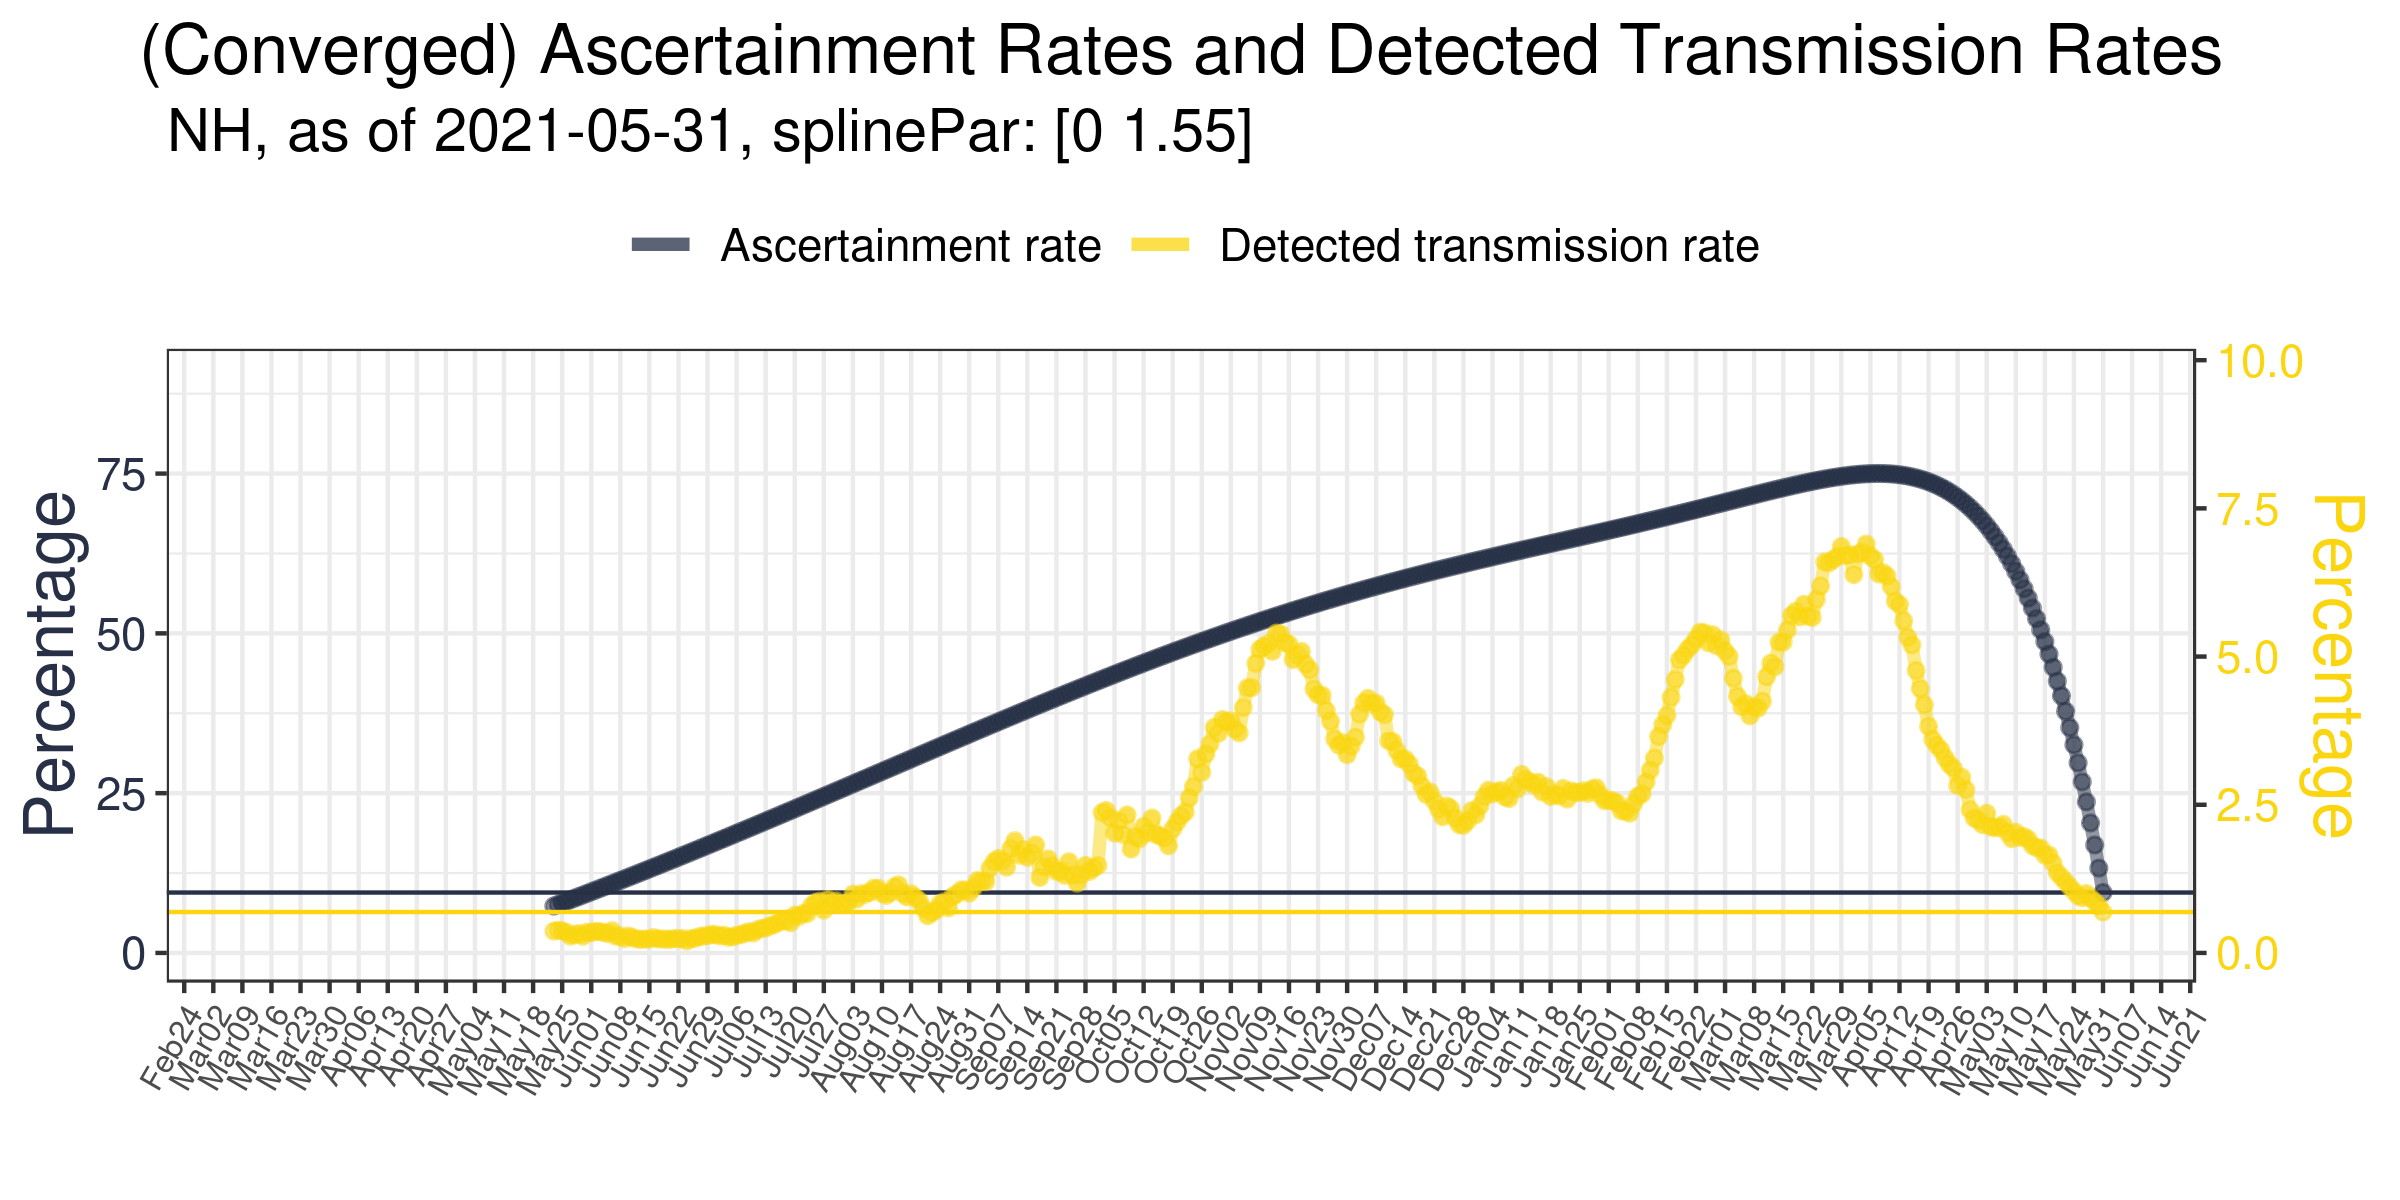 (Converged) Ascertainment Rates and Detected Transmission Rates
NH, as of 2021-05-31, splinePar: [0 1.55]
Ascertainment rate
Detected transmission rate
Percentage
75
50
25
0
10.0
7.5
5.0
2.5
0.0
Percentage
Feb24
Mar02
Mar09
Mar16
Mar23
Mar30
Apr06
Apr13
Apr20
Apr27
May04
May11
May18
May25
Jun01
Jun08
Jun15
Jun22
Jun29
Jul06
Jul13
Jul20
Jul27
Aug03
Aug10
Aug17
Aug24
Aug31
Sep07
Sep14
Sep21
Sep28
Oct05
Oct12
Oct19
Oct26
Nov02
Nov09
Nov16
Nov23
Nov30
Dec07
Dec14
Dec21
Dec28
Jan04
Jan11
Jan18
Jan25
Feb01
Feb08
Feb15
Feb22
Mar01
Mar08
Mar15
Mar22
Mar29
Apr05
Apr12
Apr19
Apr26
May03
May10
May17
May24
May31
Jun07
Jun14
Jun21